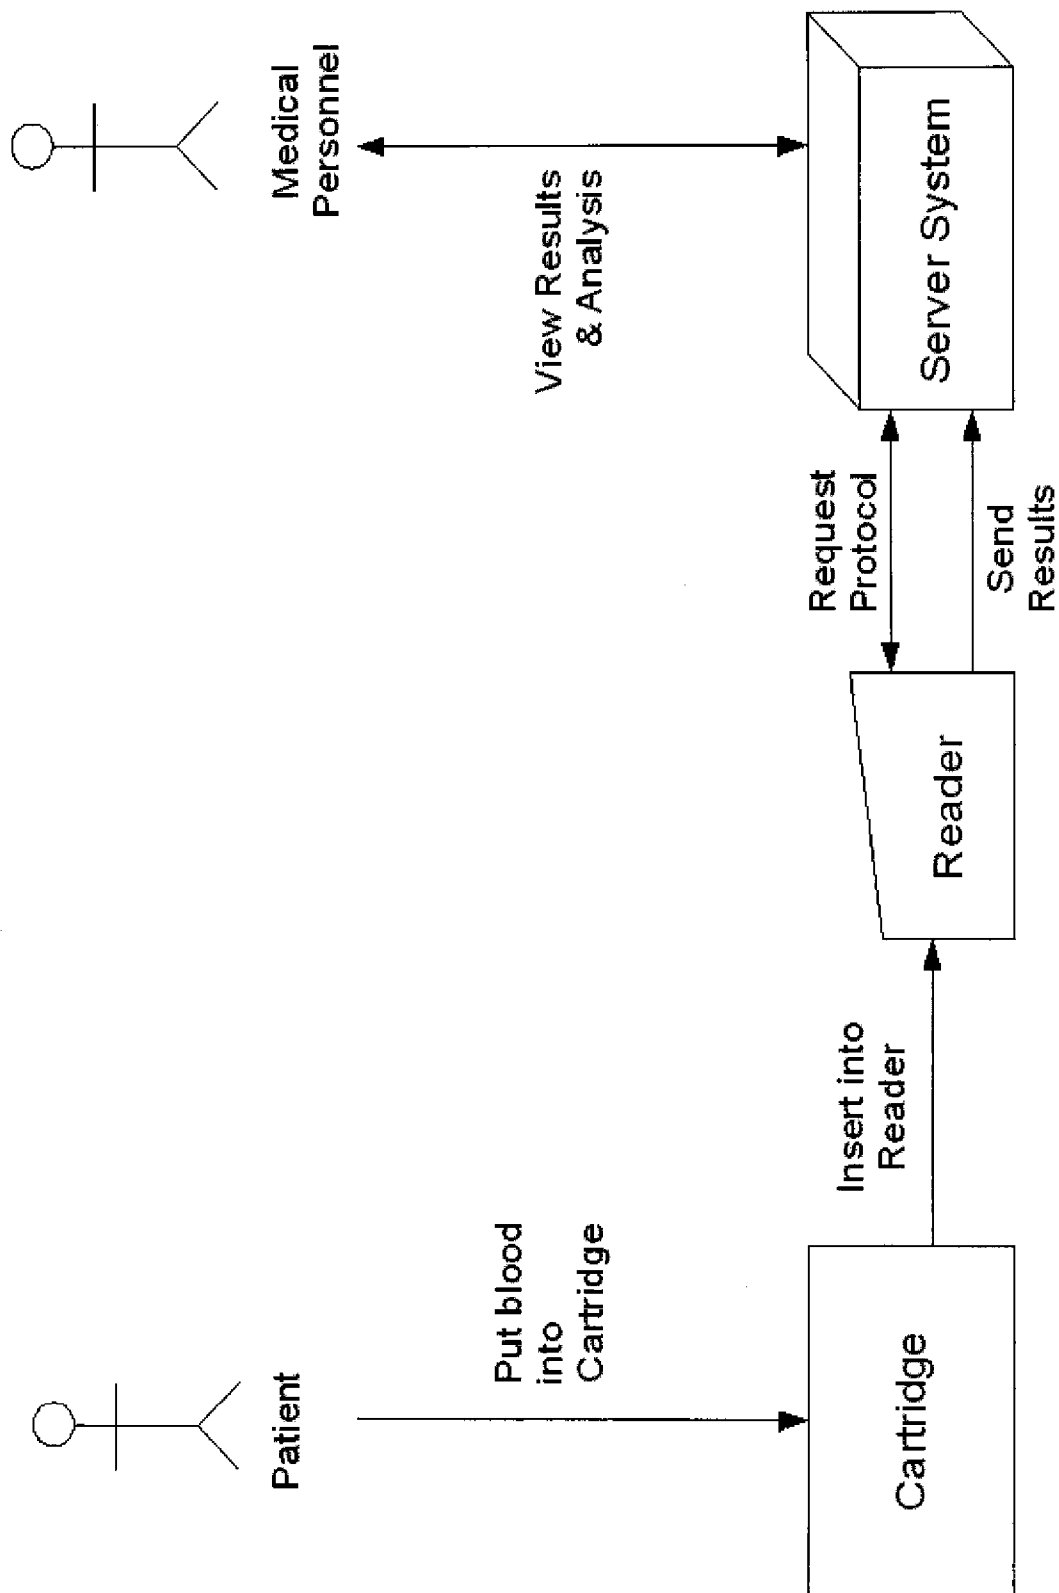 Patient
Medical
Personnel
Put blood
into
Cartridge
View Results
& Analysis
Insert into
Reader
Request
Protocol
Send
Results
Cartridge
Reader
Server System